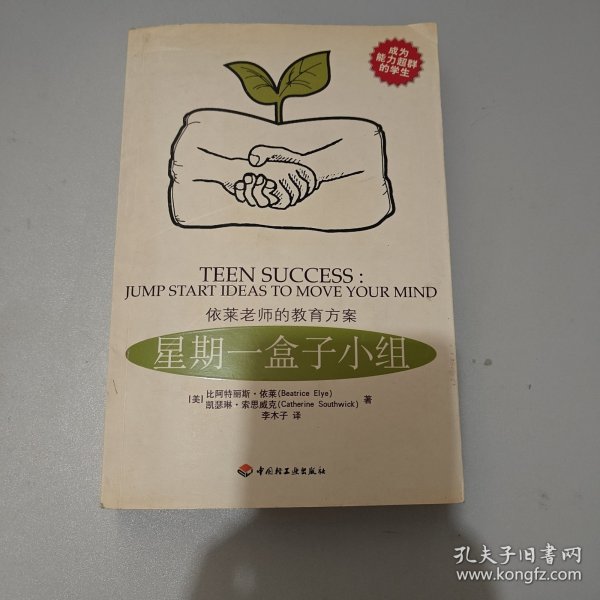 成为
能力超群
的学生
TEEN SUCCESS :
JUMP START IDEAS TO MOVE YOUR MIND
依莱老师的教育方案
星期一盒子小组
[美] 比阿特丽斯·依莱(Beatrice Elye)
凯瑟琳·索思威克(Catherine Southwick) 著
李木子 译
中国轻工业出版社
孔夫子旧书网
www.kongfz.com